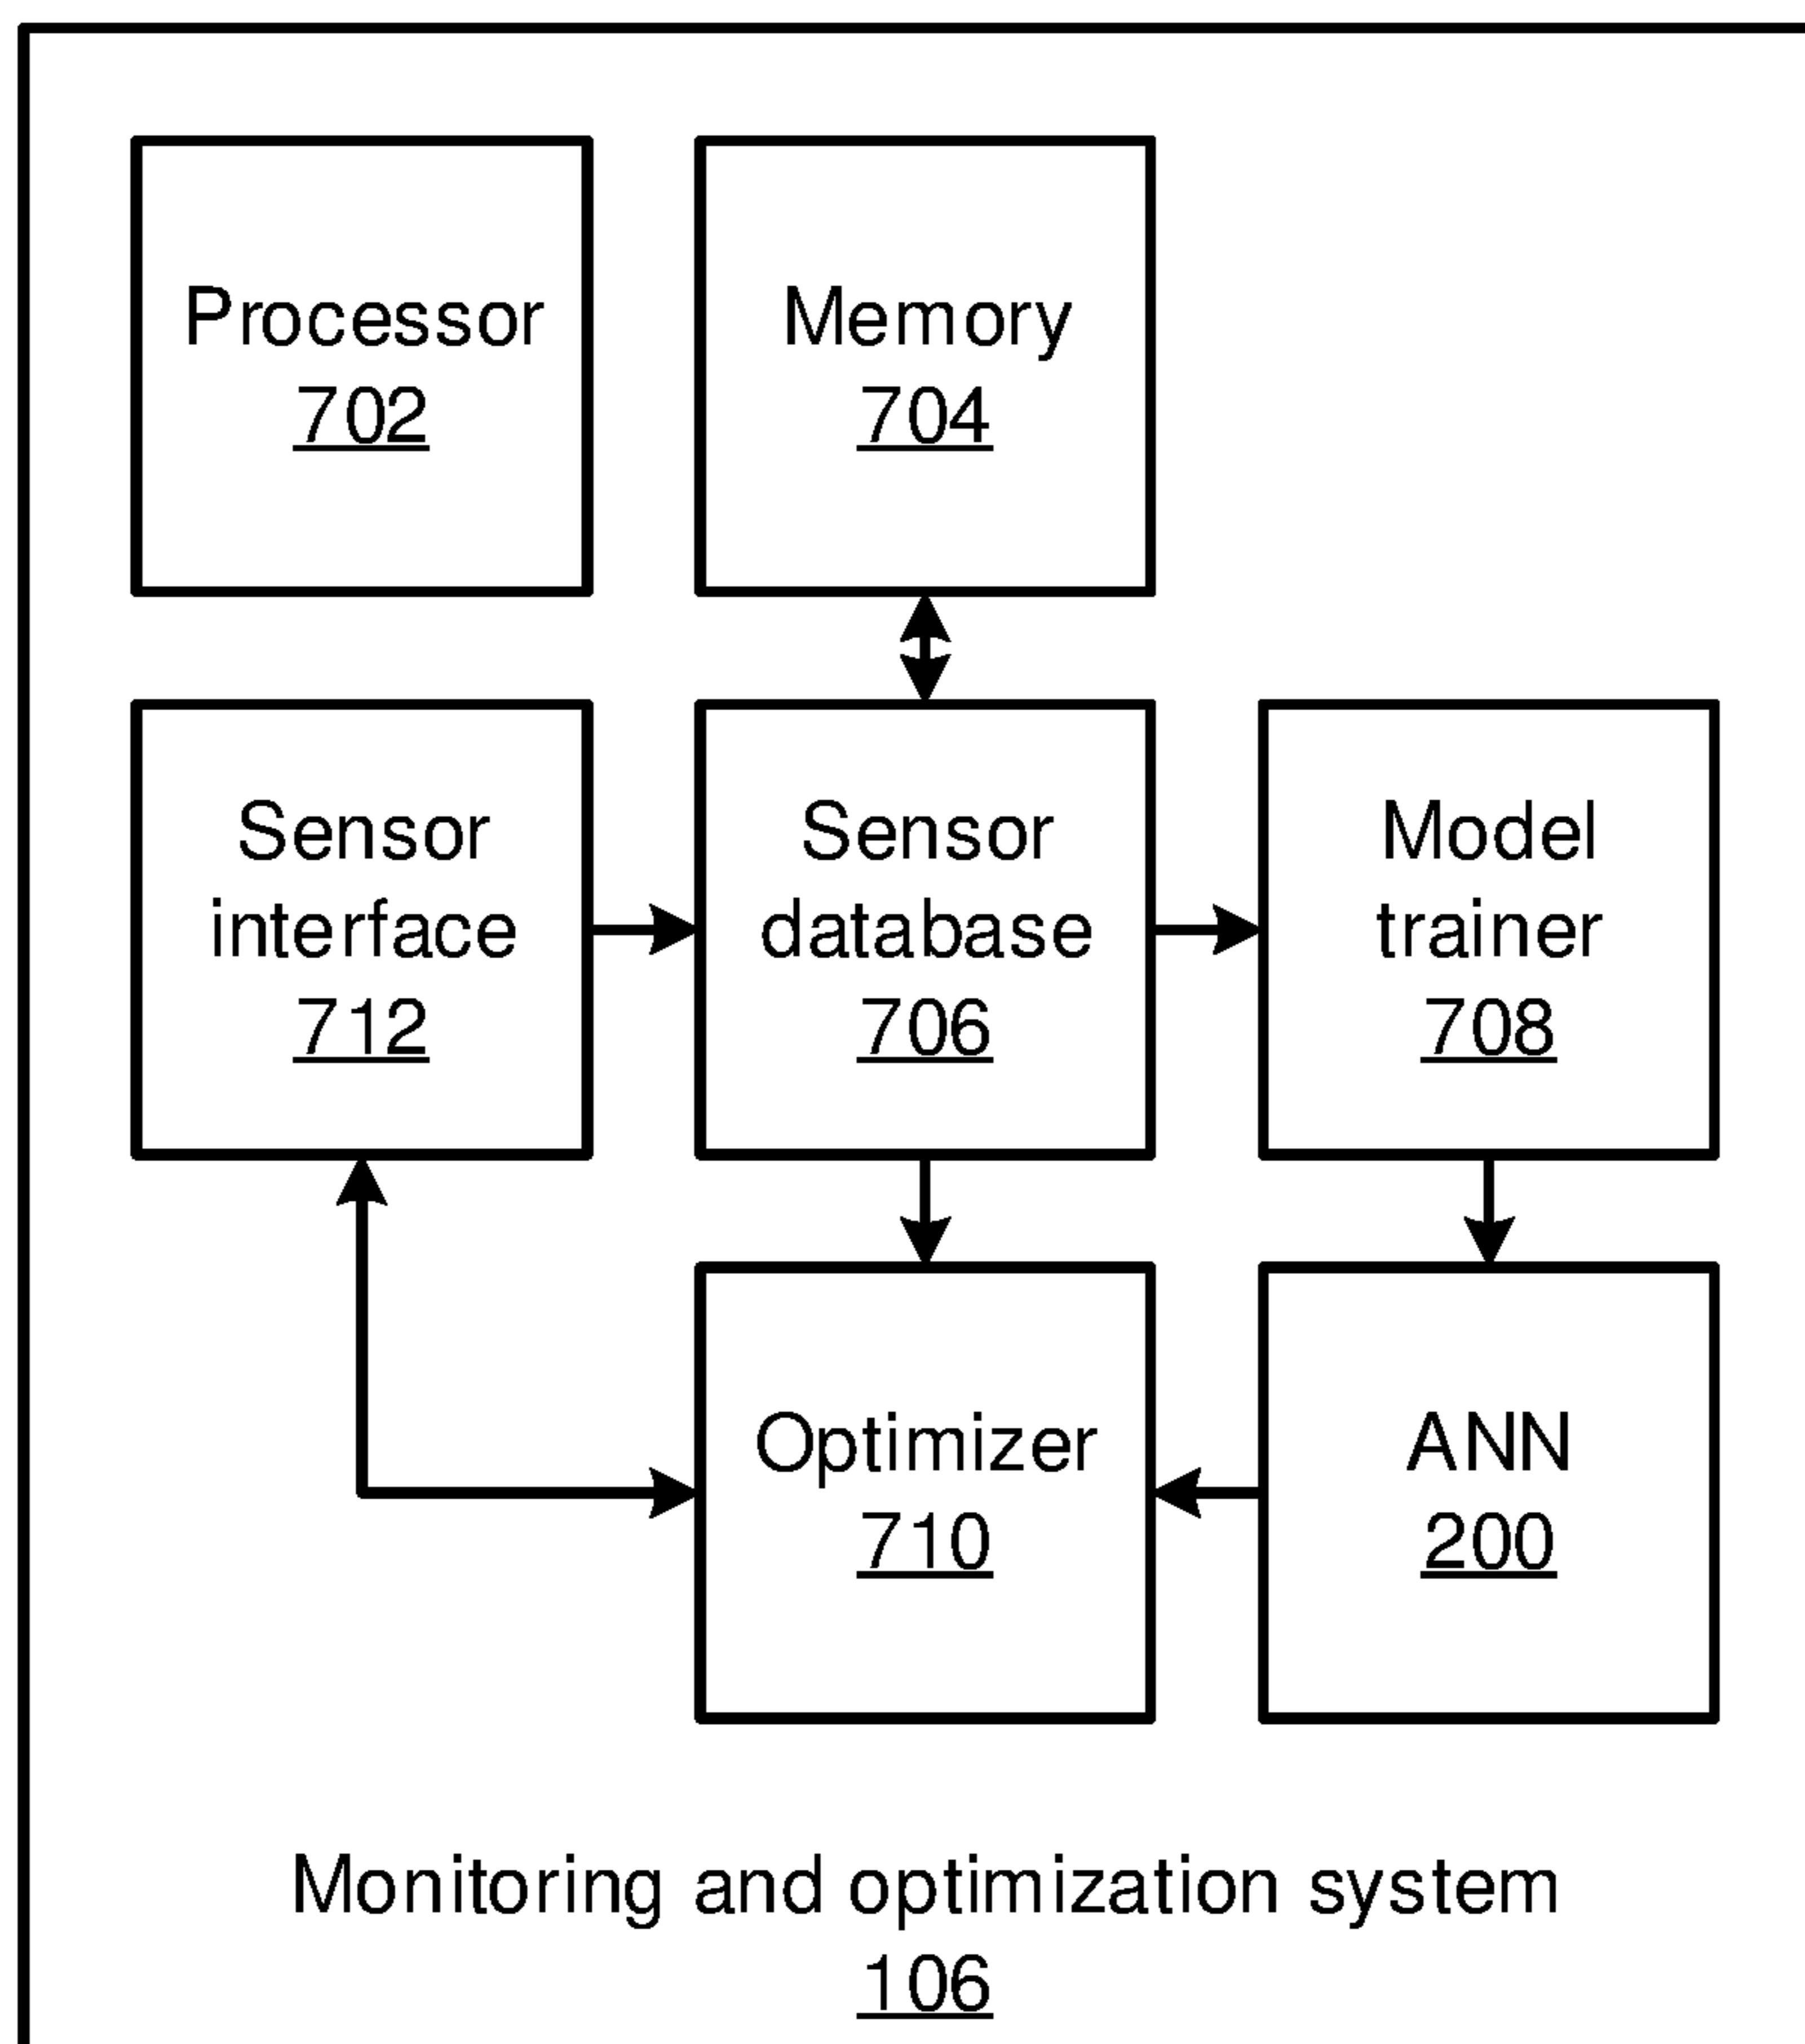 Processor
702
Memory
704
Sensor
interface
712
Sensor
database
706
Model
trainer
708
Optimizer
710
ANN
200
Monitoring and optimization system
106